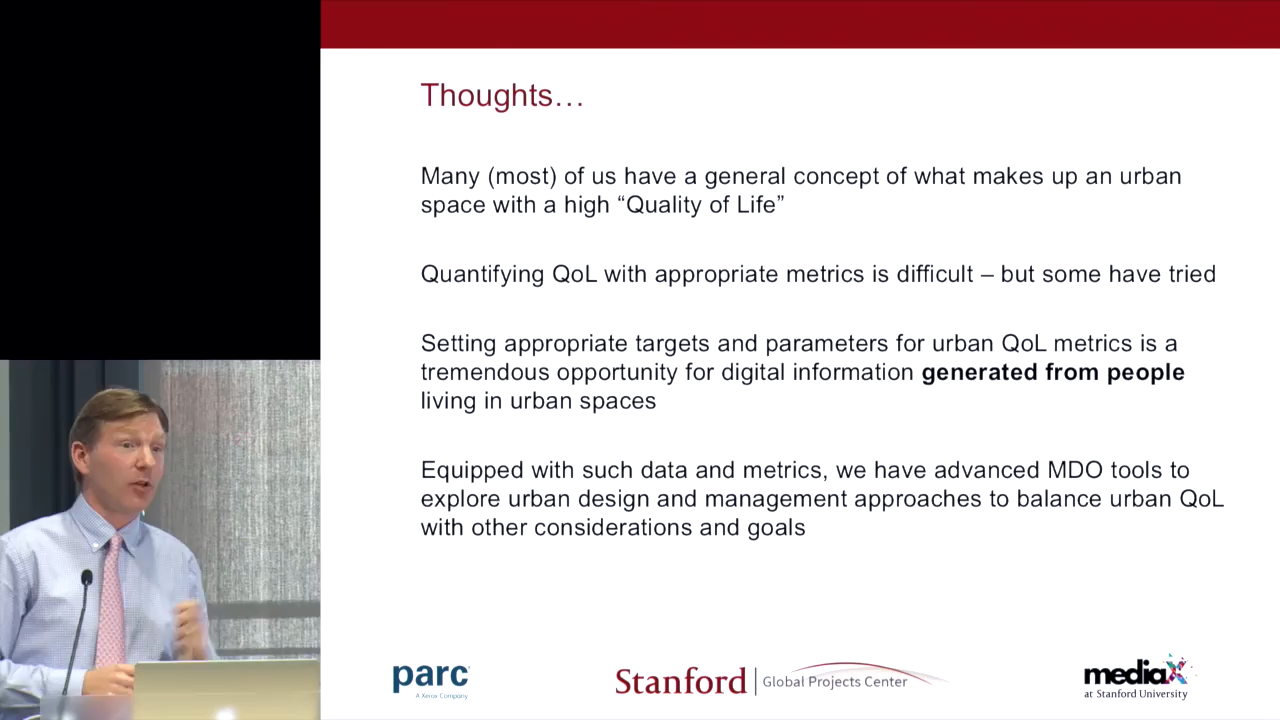 Thoughts…
Many (most) of us have a general concept of what makes up an urban
space with a high “Quality of Life”
Quantifying QoL with appropriate metrics is difficult – but some have tried
Setting appropriate targets and parameters for urban QoL metrics is a
tremendous opportunity for digital information generated from people
living in urban spaces
Equipped with such data and metrics, we have advanced MDO tools to
explore urban design and management approaches to balance urban QoL
with other considerations and goals
parc
A Xerox Company
Stanford Global Projects Center
mediaX
at Stanford University